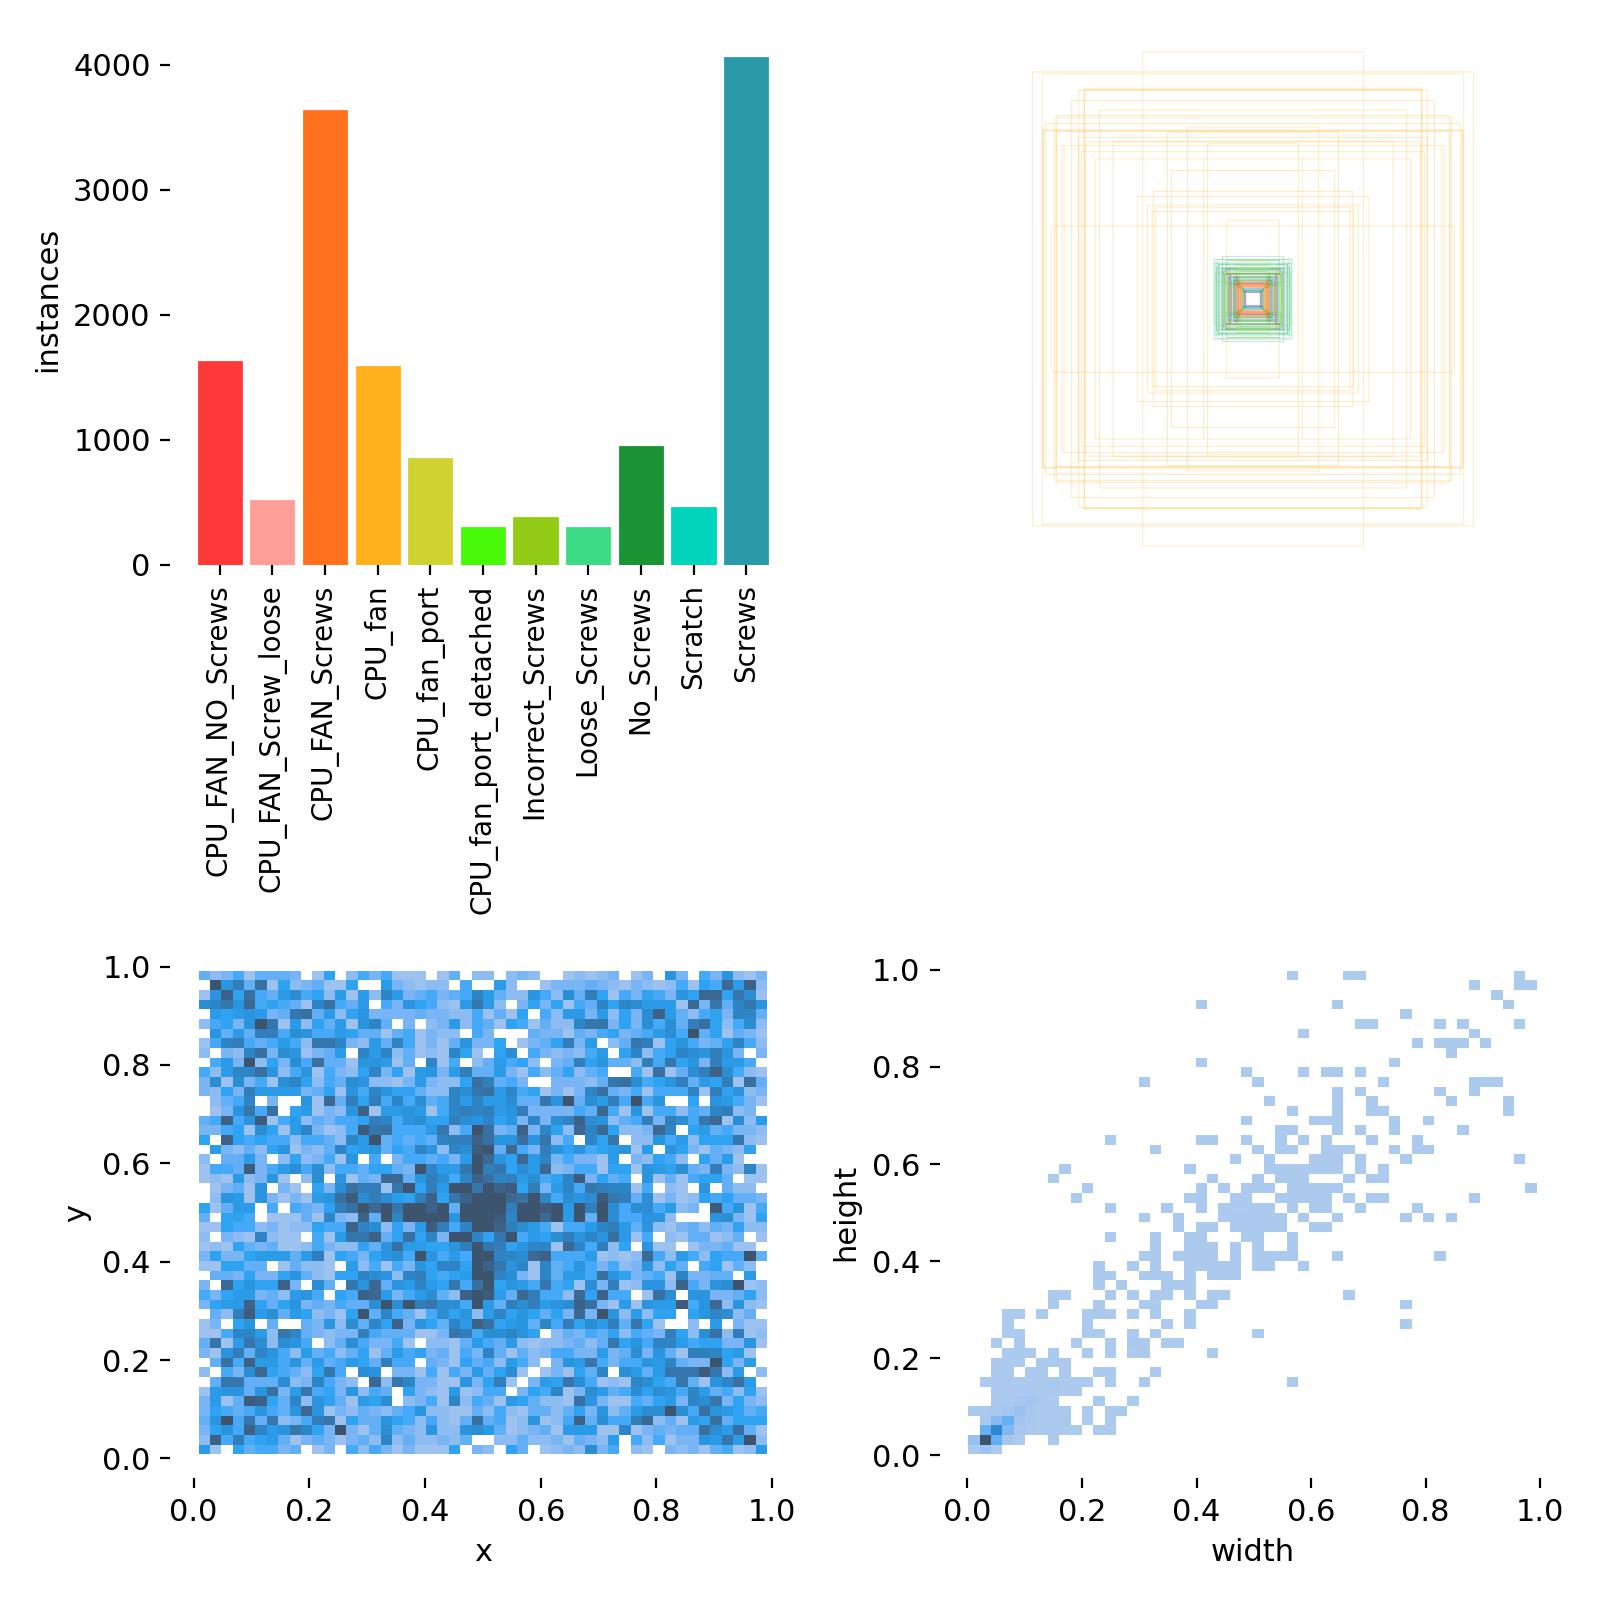 4000
3000
2000
1000
0
instances
CPU_FAN_NO_Screws
CPU_FAN_Screw_loose
CPU_FAN_Screws
CPU_fan
CPU_fan_port
CPU_fan_port_detached
Incorrect_Screws
Loose_Screws
No_Screws
Scratch
Screws
1.0
0.8
0.6
0.4
0.2
0.0
y
0.0 0.2 0.4 0.6 0.8 1.0
x
1.0
0.8
0.6
0.4
0.2
0.0
height
0.0 0.2 0.4 0.6 0.8 1.0
width